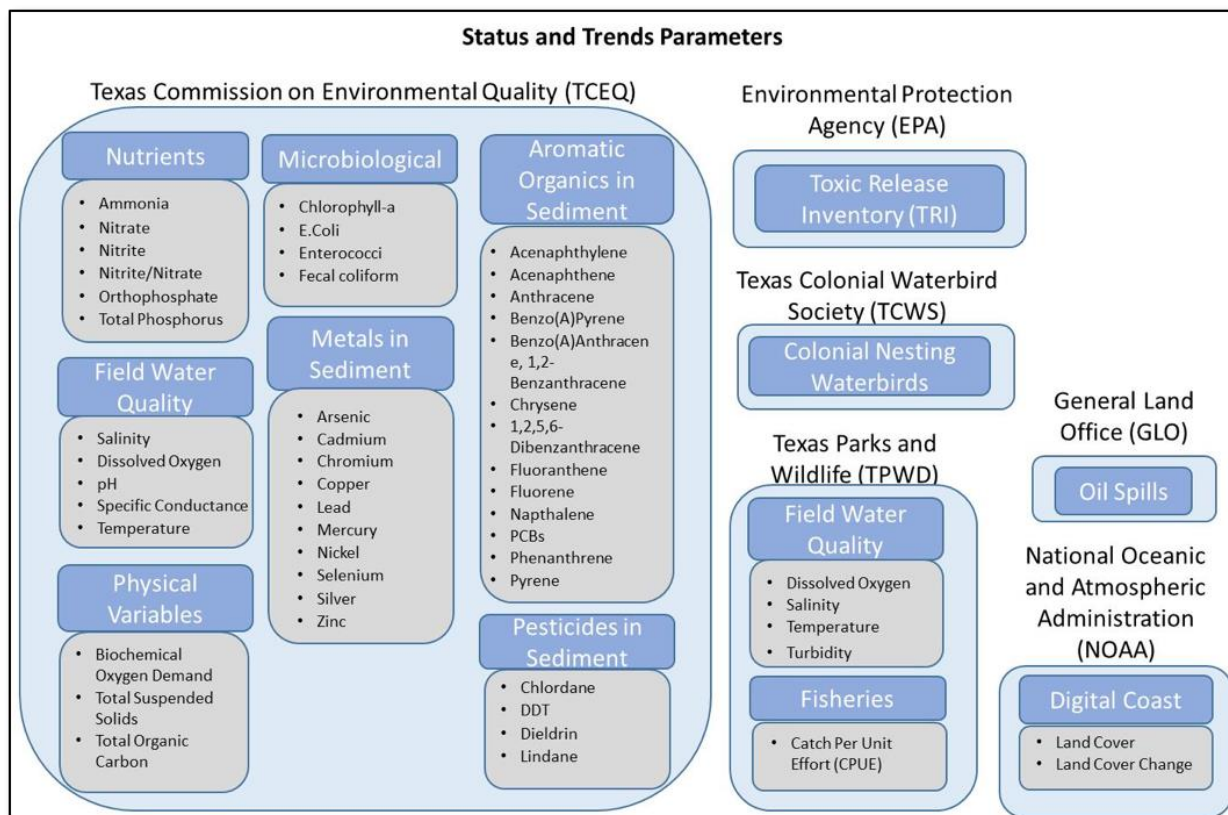 Status and Trends Parameters
Texas Commission on Environmental Quality (TCEQ)
Nutrients
• Ammonia
• Nitrate
• Nitrite
• Nitrite/Nitrate
• Orthophosphate
• Total Phosphorus
Field Water
Quality
• Salinity
• Dissolved Oxygen
• pH
• Specific Conductance
• Temperature
Physical
Variables
• Biochemical
Oxygen Demand
• Total Suspended
Solids
• Total Organic
Carbon
Microbiological
• Chlorophyll-a
• E.Coli
• Enterococci
• Fecal coliform
Metals in
Sediment
• Arsenic
• Cadmium
• Chromium
• Copper
• Lead
• Mercury
• Nickel
• Selenium
• Silver
• Zinc
Aromatic
Organics in
Sediment
• Acenaphthylene
• Acenaphthene
• Anthracene
• Benzo(A)Pyrene
• Benzo(A)Anthracen
e, 1,2-
Benzanthracene
• Chrysene
• 1,2,5,6-
Dibenzanthracene
• Fluoranthene
• Fluorene
• Napthalene
• PCBs
• Phenanthrene
• Pyrene
Pesticides in
Sediment
• Chlordane
• DDT
• Dieldrin
• Lindane
Environmental Protection
Agency (EPA)
Toxic Release
Inventory (TRI)
Texas Colonial Waterbird
Society (TCWS)
Colonial Nesting
Waterbirds
Texas Parks and
Wildlife (TPWD)
Field Water
Quality
• Dissolved Oxygen
• Salinity
• Temperature
• Turbidity
Fisheries
• Catch Per Unit
Effort (CPUE)
General Land
Office (GLO)
Oil Spills
National Oceanic
and Atmospheric
Administration
(NOAA)
Digital Coast
• Land Cover
• Land Cover Change